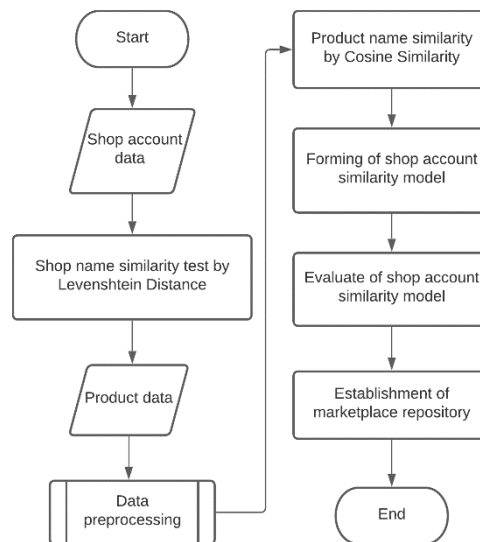 Start
Shop account
data
Shop name similarity test by
Levenshtein Distance
Product data
Data
preprocessing
Product name similarity
by Cosine Similarity
Forming of shop account
similarity model
Evaluate of shop account
similarity model
Establishment of
marketplace repository
End